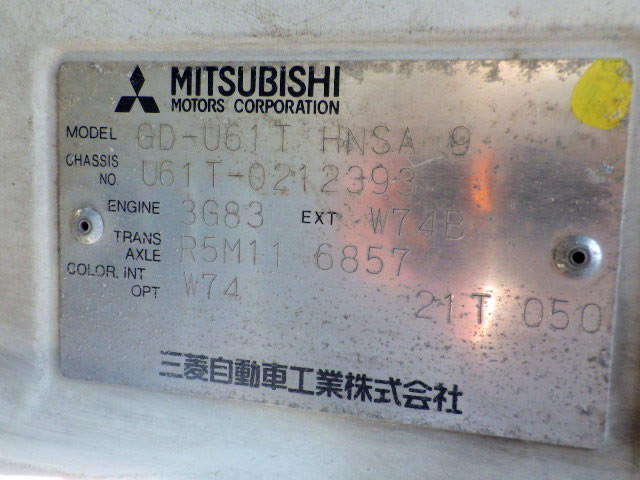 MITSUBISHI
MOTORS CORPORATION
MODEL GD-U61T HNSA 9
CHASSIS NO. U61T-0212393
ENGINE 3G83 EXT W74B
TRANS AXLE R5M11 6857
COLOR, INT OPT W74
21T 050
三菱自動車工業株式会社